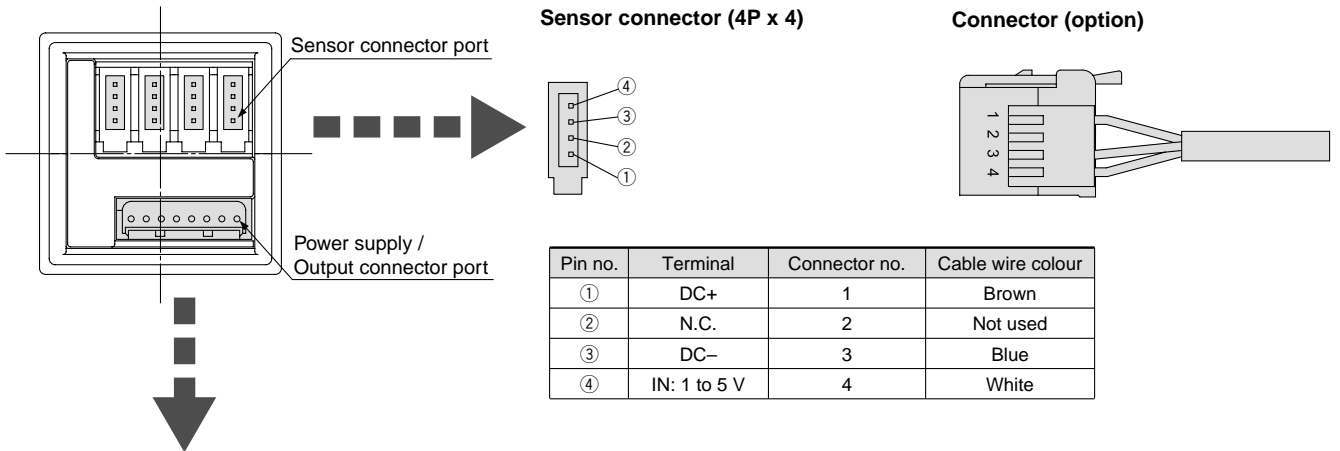 Sensor connector (4P x 4)
Connector (option)
Sensor connector port
④
③
②
①
1
2
3
4
Power supply /
Output connector port
Pin no. Terminal Connector no. Cable wire colour
① DC+ 1 Brown
② N.C. 2 Not used
③ DC– 3 Blue
④ IN: 1 to 5 V 4 White